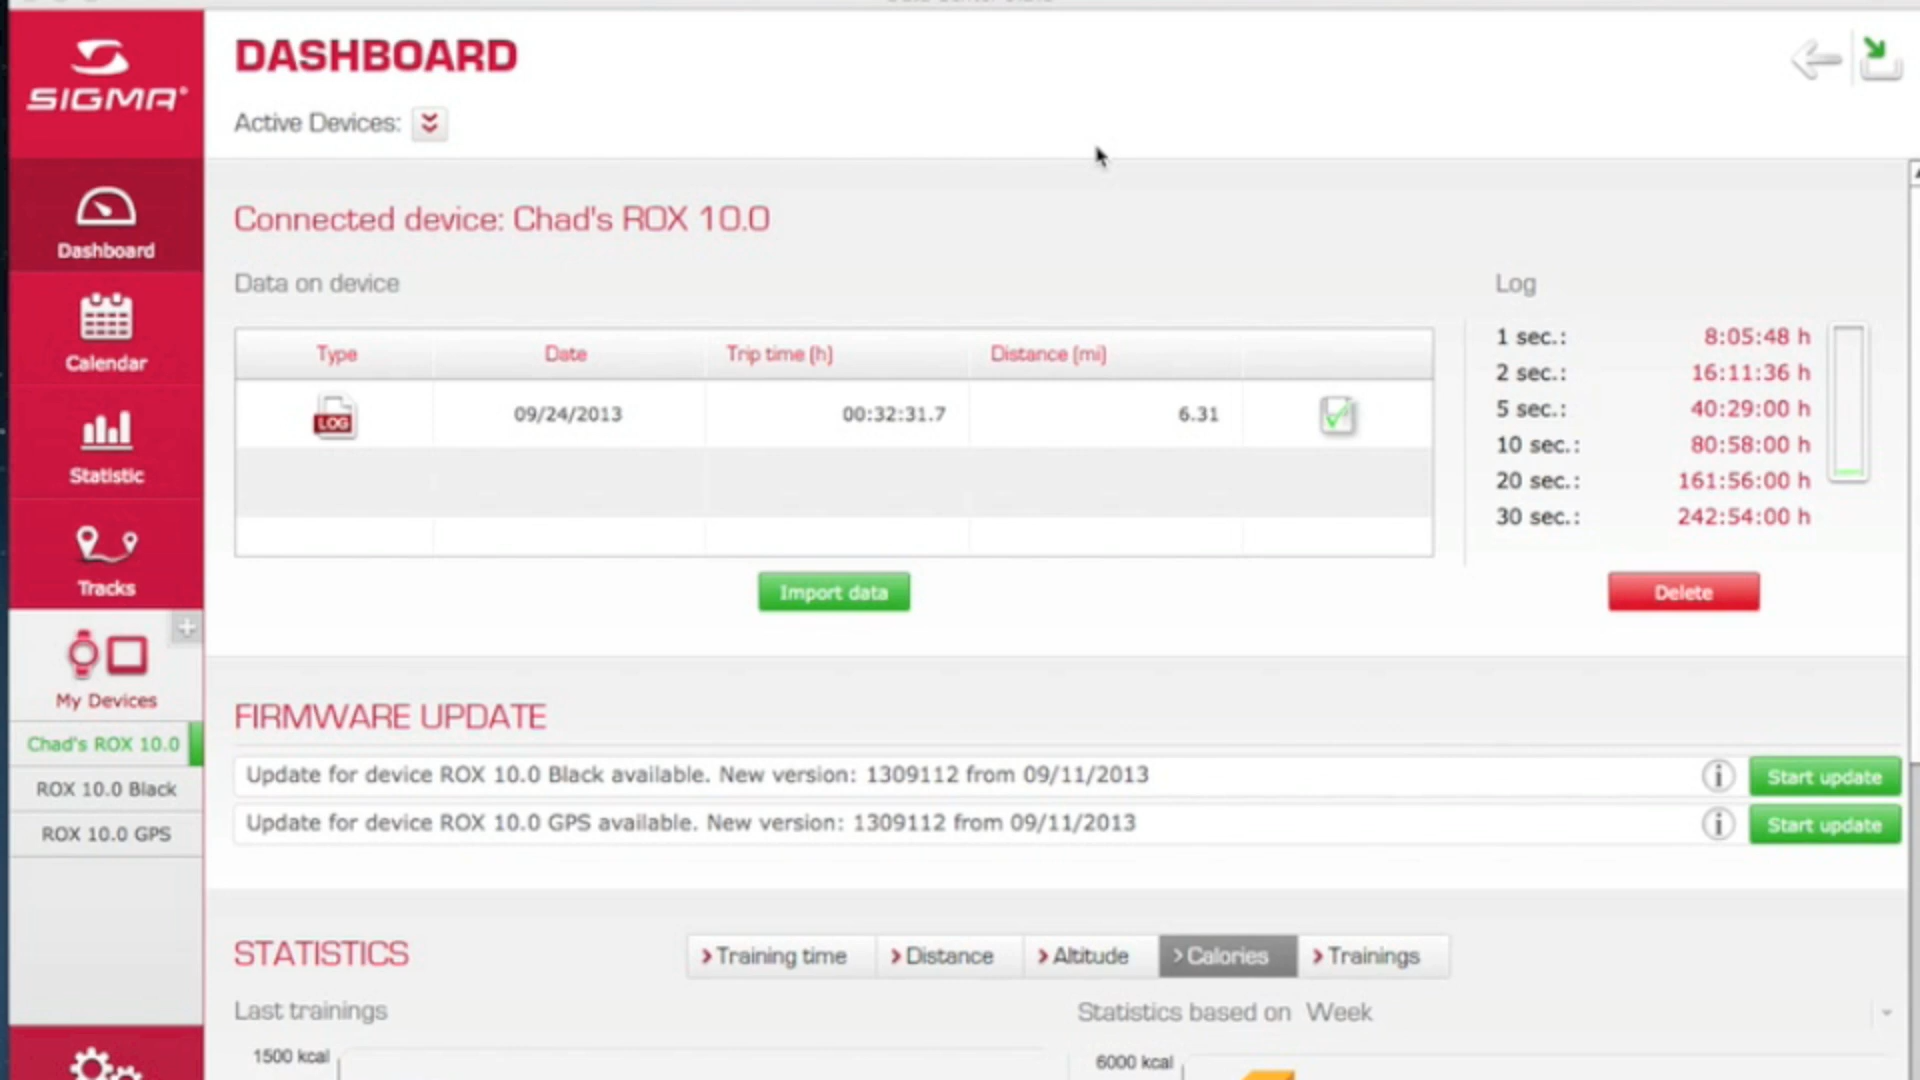 DASHBOARD
SIGMA
Active Devices:
Dashboard
Calendar
Statistic
Tracks
My Devices
Chad's ROX 10.0
ROX 10.0 Black
ROX 10.0 GPS
Connected device: Chad's ROX 10.0
Data on device
Type Date Trip time (h) Distance (mi)
LOG 09/24/2013 00:32:31.7 6.31
Import data
Log
1 sec.: 8:05:48 h
2 sec.: 16:11:36 h
5 sec.: 40:29:00 h
10 sec.: 80:58:00 h
20 sec.: 161:56:00 h
30 sec.: 242:54:00 h
Delete
FIRMWARE UPDATE
Update for device ROX 10.0 Black available. New version: 1309112 from 09/11/2013 Start update
Update for device ROX 10.0 GPS available. New version: 1309112 from 09/11/2013 Start update
STATISTICS
Training time Distance Altitude Calories Trainings
Last trainings
1500 kcal
Statistics based on Week
6000 kcal